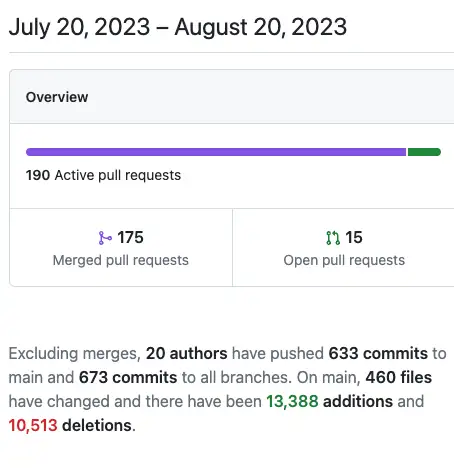 July 20, 2023 – August 20, 2023
Overview
190 Active pull requests
175
Merged pull requests
15
Open pull requests
Excluding merges, 20 authors have pushed 633 commits to
main and 673 commits to all branches. On main, 460 files
have changed and there have been 13,388 additions and
10,513 deletions.